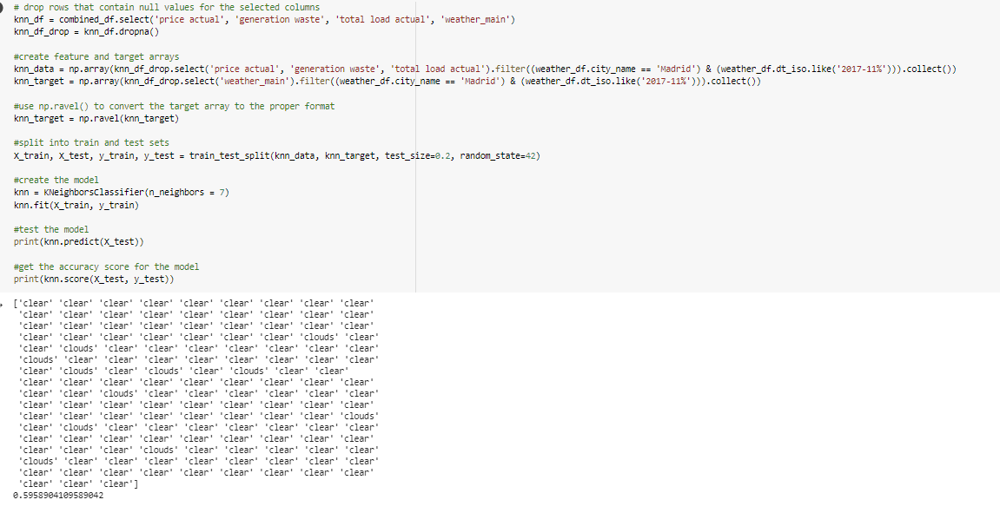 # drop rows that contain null values for the selected columns
knn_df = combined_df.select('price actual', 'generation waste', 'total load actual', 'weather_main')
knn_df_drop = knn_df.dropna()
#create feature and target arrays
knn_data = np.array(knn_df_drop.select('price actual', 'generation waste', 'total load actual').filter((weather_df.city_name == 'Madrid') & (weather_df.dt_iso.like('2017-11%'))).collect())
knn_target = np.array(knn_df_drop.select('weather_main').filter((weather_df.city_name == 'Madrid') & (weather_df.dt_iso.like('2017-11%'))).collect())
#use np.ravel() to convert the target array to the proper format
knn_target = np.ravel(knn_target)
#split into train and test sets
X_train, X_test, y_train, y_test = train_test_split(knn_data, knn_target, test_size=0.2, random_state=42)
#create the model
knn = KNeighborsClassifier(n_neighbors = 7)
knn.fit(X_train, y_train)
#test the model
print(knn.predict(X_test))
#get the accuracy score for the model
print(knn.score(X_test, y_test))
['clear' 'clear' 'clear' 'clear' 'clear' 'clear' 'clear' 'clear' 'clear'
'clear' 'clear' 'clear' 'clear' 'clear' 'clear' 'clear' 'clear' 'clear'
'clear' 'clear' 'clear' 'clear' 'clear' 'clear' 'clear' 'clear' 'clear'
'clear' 'clear' 'clear' 'clear' 'clear' 'clear' 'clear' 'clouds' 'clear'
'clear' 'clouds' 'clear' 'clear' 'clear' 'clear' 'clear' 'clear' 'clear'
'clouds' 'clear' 'clear' 'clear' 'clear' 'clear' 'clear' 'clear' 'clear'
'clear' 'clouds' 'clear' 'clouds' 'clear' 'clouds' 'clear' 'clear'
'clear' 'clear' 'clear' 'clear' 'clear' 'clear' 'clear' 'clear' 'clear'
'clear' 'clear' 'clouds' 'clear' 'clear' 'clear' 'clear' 'clear' 'clear'
'clear' 'clear' 'clear' 'clear' 'clear' 'clear' 'clear' 'clear' 'clear'
'clear' 'clear' 'clear' 'clear' 'clear' 'clear' 'clear' 'clear' 'clouds'
'clear' 'clouds' 'clear' 'clear' 'clear' 'clear' 'clear' 'clear' 'clear'
'clear' 'clear' 'clear' 'clear' 'clear' 'clear' 'clear' 'clear' 'clear'
'clear' 'clear' 'clear' 'clouds' 'clear' 'clear' 'clear' 'clear' 'clear'
'clouds' 'clear' 'clear' 'clear' 'clear' 'clear' 'clear' 'clear' 'clear'
'clear' 'clear' 'clear' 'clear' 'clear' 'clear' 'clear' 'clear' 'clear'
'clear' 'clear' 'clear']
0.5958904109589042